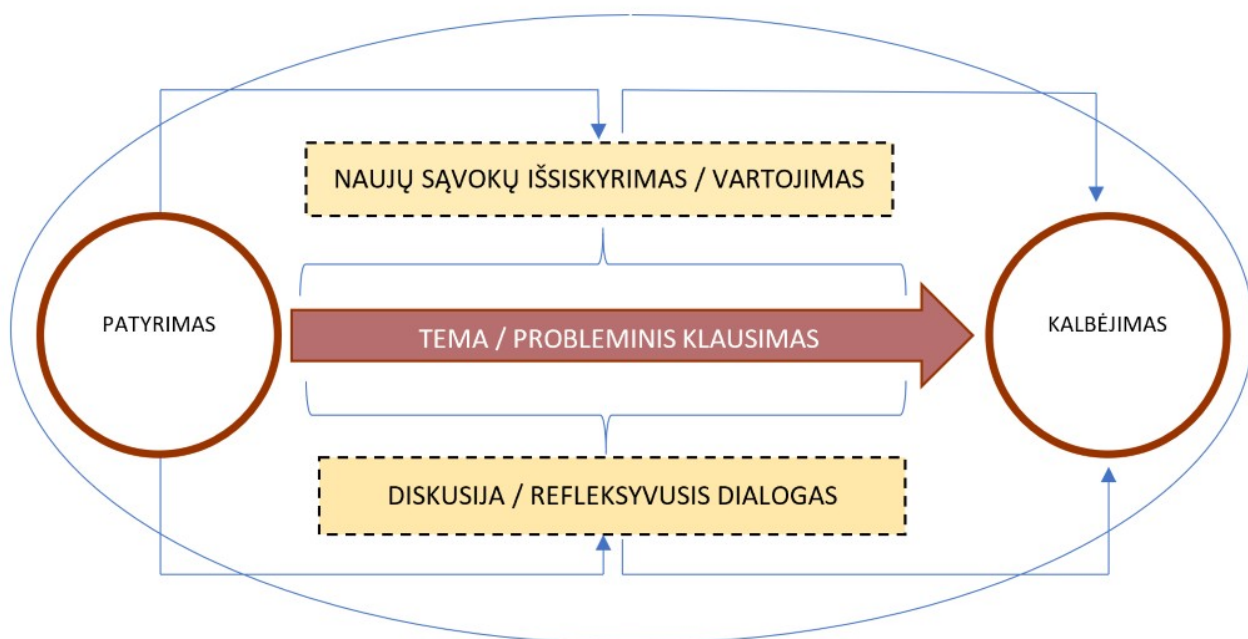 NAUJŲ SĄVOKŲ IŠSISKYRIMAS / VARTOJIMAS
PATYRIMAS
TEMA / PROBLEMINIS KLAUSIMAS
KALBĖJIMAS
DISKUSIJA / REFLEKSYVUSIS DIALOGAS